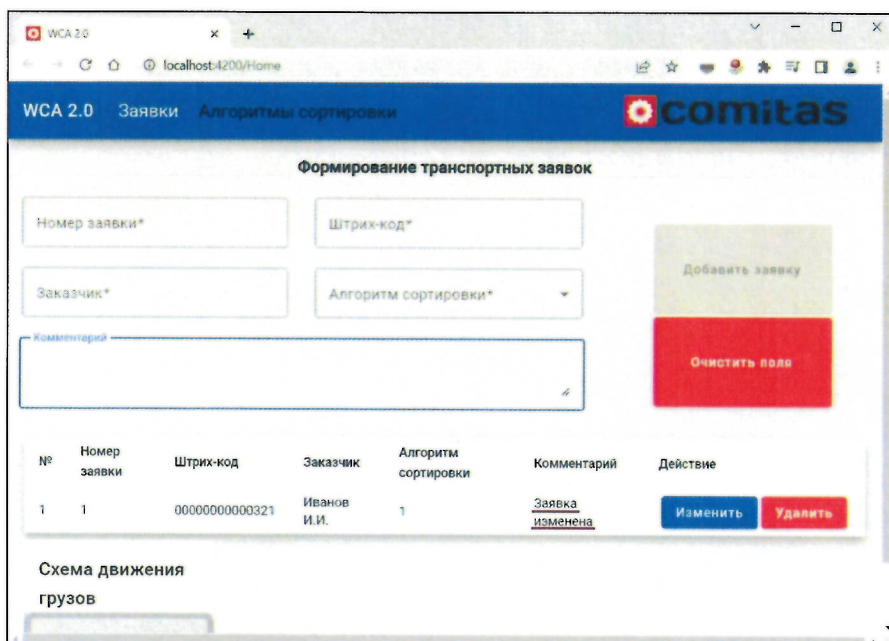 WCA 2.0
localhost:4200/Home
WCA 2.0 Заявки Алгоритмы сортировки comitas
Формирование транспортных заявок
Номер заявки* Штрих-код*
Добавить заявку
Заказчик* Алгоритм сортировки*
Комментарий
Очистить поля
№ Номер заявки Штрих-код Заказчик Алгоритм сортировки Комментарий Действие
1 1 00000000000321 Иванов И.И. 1 Заявка изменена Изменить Удалить
Схема движения
грузов